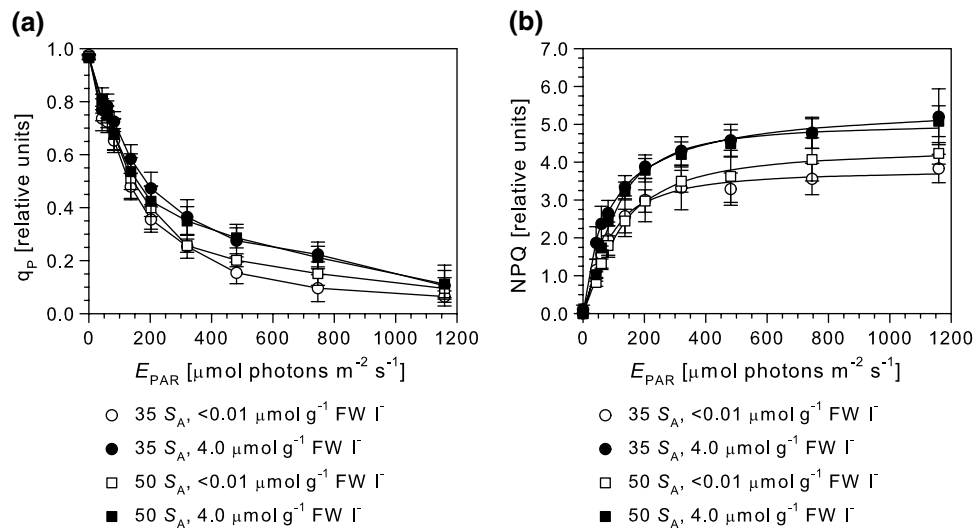 (a)
1.0
0.8
0.6
0.4
0.2
0.0
qP [relative units]
0 200 400 600 800 1000 1200
EPAR [μmol photons m⁻² s⁻¹]
35 SA, <0.01 μmol g⁻¹ FW I⁻
35 SA, 4.0 μmol g⁻¹ FW I⁻
50 SA, <0.01 μmol g⁻¹ FW I⁻
50 SA, 4.0 μmol g⁻¹ FW I⁻
(b)
7.0
6.0
5.0
4.0
3.0
2.0
1.0
0.0
NPQ [relative units]
0 200 400 600 800 1000 1200
EPAR [μmol photons m⁻² s⁻¹]
35 SA, <0.01 μmol g⁻¹ FW I⁻
35 SA, 4.0 μmol g⁻¹ FW I⁻
50 SA, <0.01 μmol g⁻¹ FW I⁻
50 SA, 4.0 μmol g⁻¹ FW I⁻